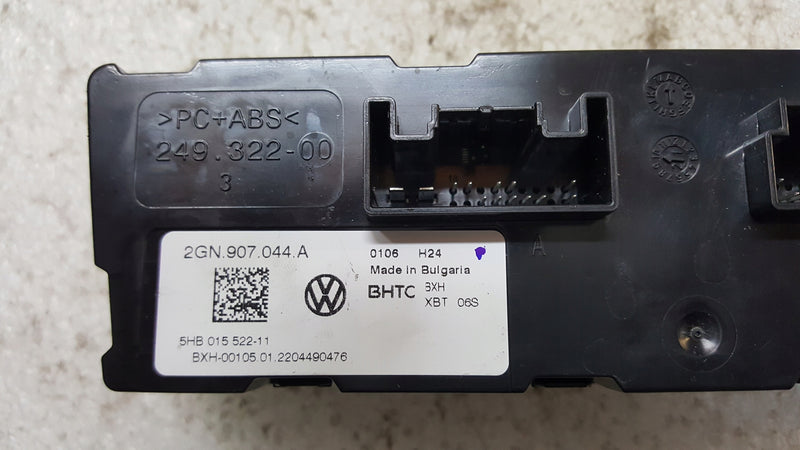 >PC+ABS<
249.322-00
3
A
2GN.907.044.A
0106 H24
Made in Bulgaria
BHTC BXH
XBT 06S
5HB 015 522-11
BXH-00105.01.2204490476